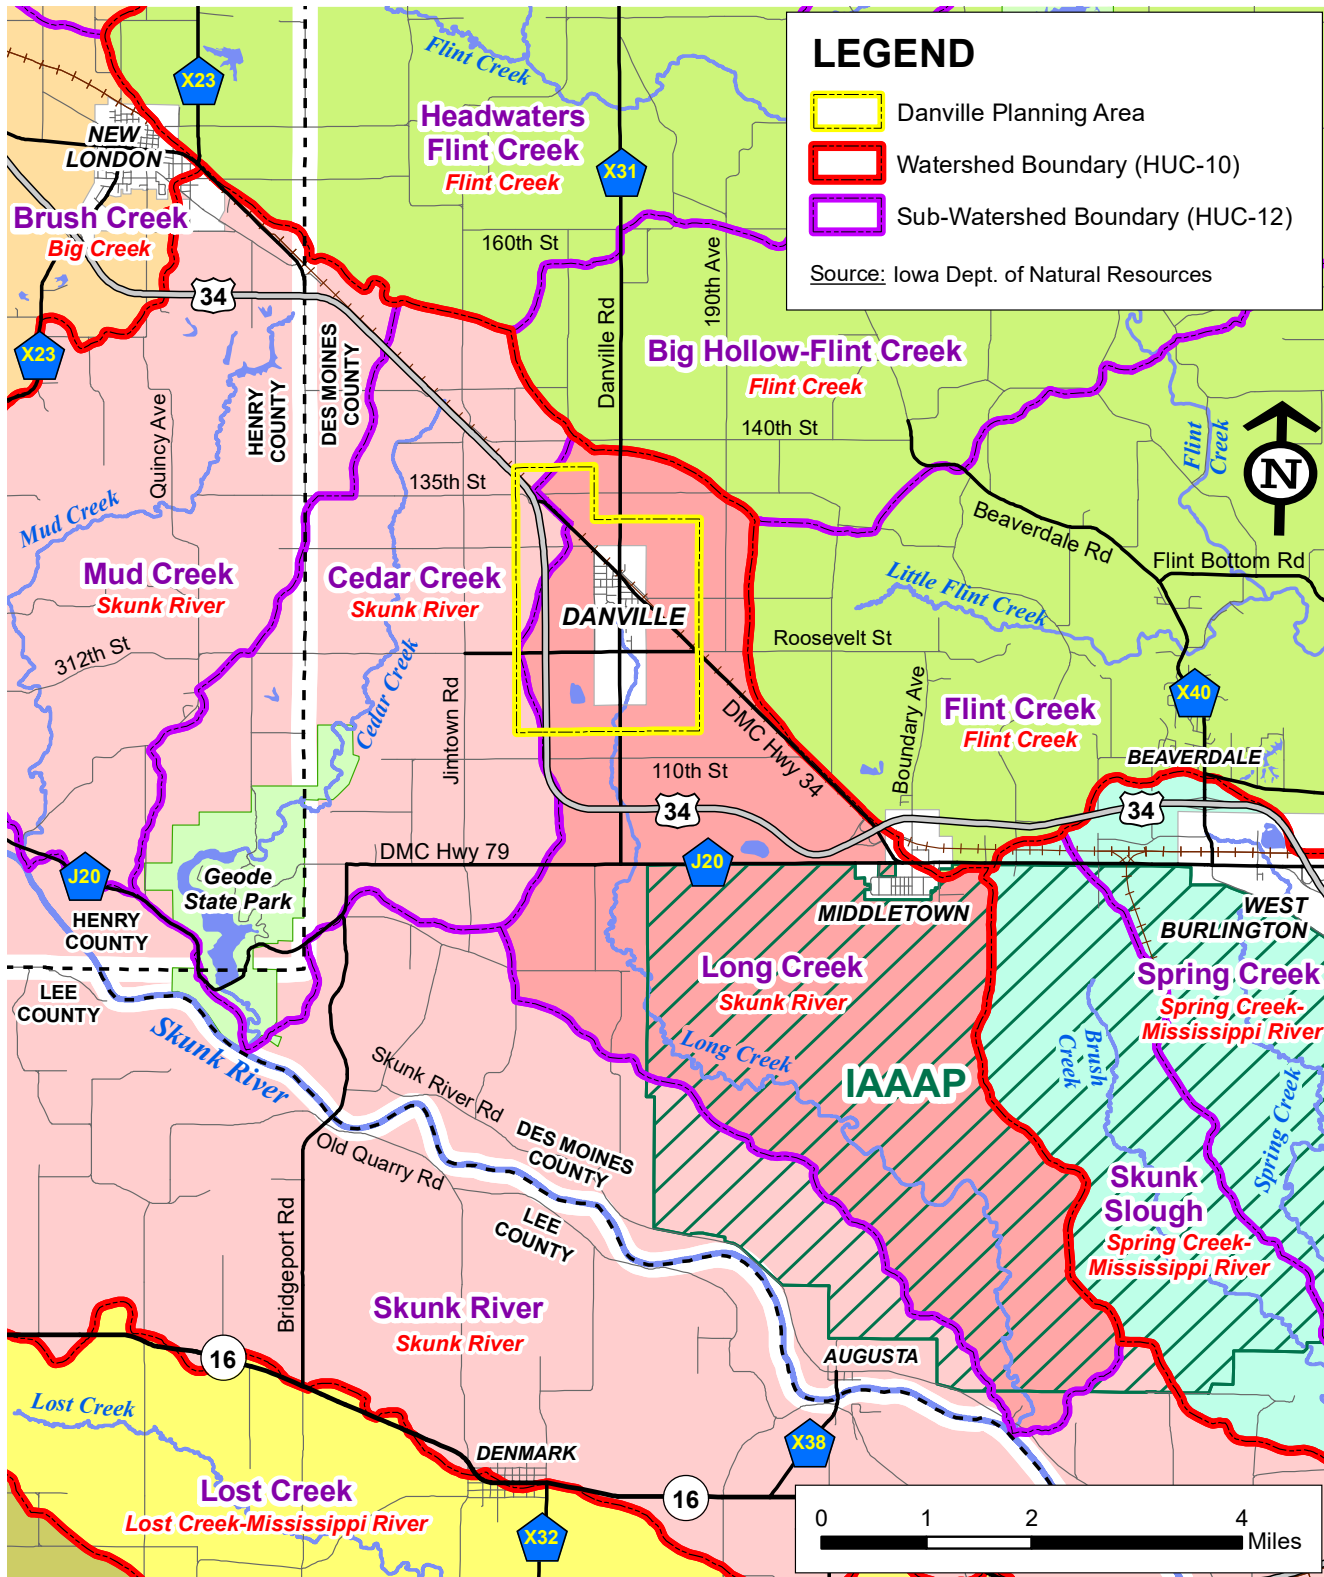 LEGEND
Danville Planning Area
Watershed Boundary (HUC-10)
Sub-Watershed Boundary (HUC-12)
Source: Iowa Dept. of Natural Resources
Flint Creek
X23
NEW
LONDON
Headwaters
Flint Creek
Flint Creek
X31
Brush Creek
Big Creek
160th St
190th Ave
34
X23
DES MOINES
COUNTY
HENRY
COUNTY
Danville Rd
Big Hollow-Flint Creek
Flint Creek
Quincy Ave
140th St
Flint
Creek
N
135th St
Mud Creek
Beaverdale Rd
Flint Bottom Rd
Mud Creek
Skunk River
Cedar Creek
Skunk River
Little Flint Creek
DANVILLE
Roosevelt St
312th St
Cedar Creek
Jimtown Rd
Boundary Ave
X40
Flint Creek
Flint Creek
DMC Hwy 34
BEAVERDALE
110th St
34
34
DMC Hwy 79
J20
J20
Geode
State Park
MIDDLETOWN
WEST
BURLINGTON
HENRY
COUNTY
LEE
COUNTY
Long Creek
Skunk River
Spring Creek
Spring Creek-
Mississippi River
Skunk River
Long Creek
Brush
Creek
IAAAP
Skunk River Rd
Old Quarry Rd
DES MOINES
COUNTY
LEE
COUNTY
Spring Creek
Skunk
Slough
Spring Creek-
Mississippi River
Bridgeport Rd
Skunk River
Skunk River
16
AUGUSTA
Lost Creek
DENMARK
X38
Lost Creek
Lost Creek-Mississippi River
16
X32
0 1 2 4
Miles